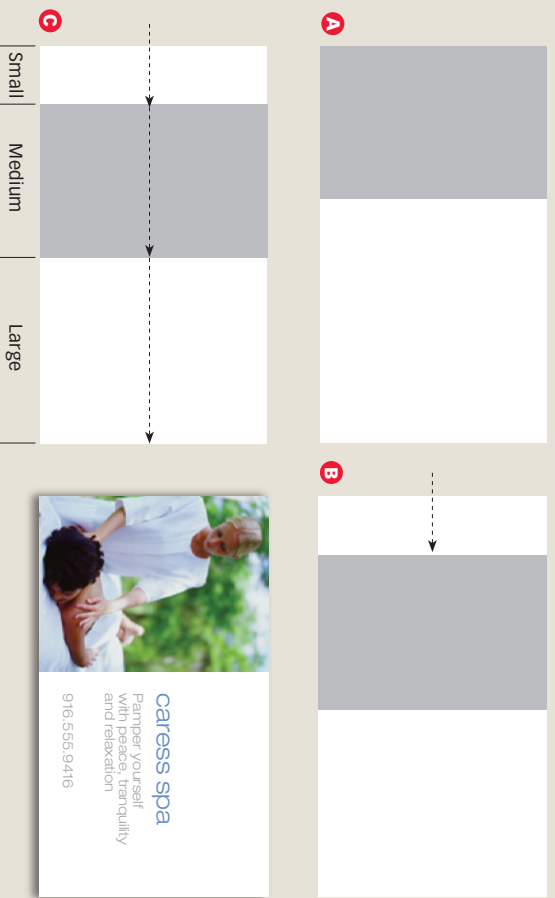 A
B
C
Small
Medium
Large
caress spa
Pamper yourself
with peace, tranquility
and relaxation
916.555.9416